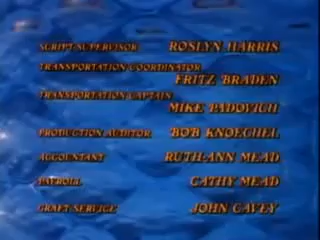 SCRIPT SUPERVISOR ROSLYN HARRIS
TRANSPORTATION COORDINATOR
FRITZ BRADEN
TRANSPORTATION CAPTAIN
MIKE PADOVICH
PRODUCTION AUDITOR BOB KNOECHEL
ACCOUNTANT RUTH-ANN MEAD
PAYROLL CATHY MEAD
CRAFT SERVICE JOHN CAVEY